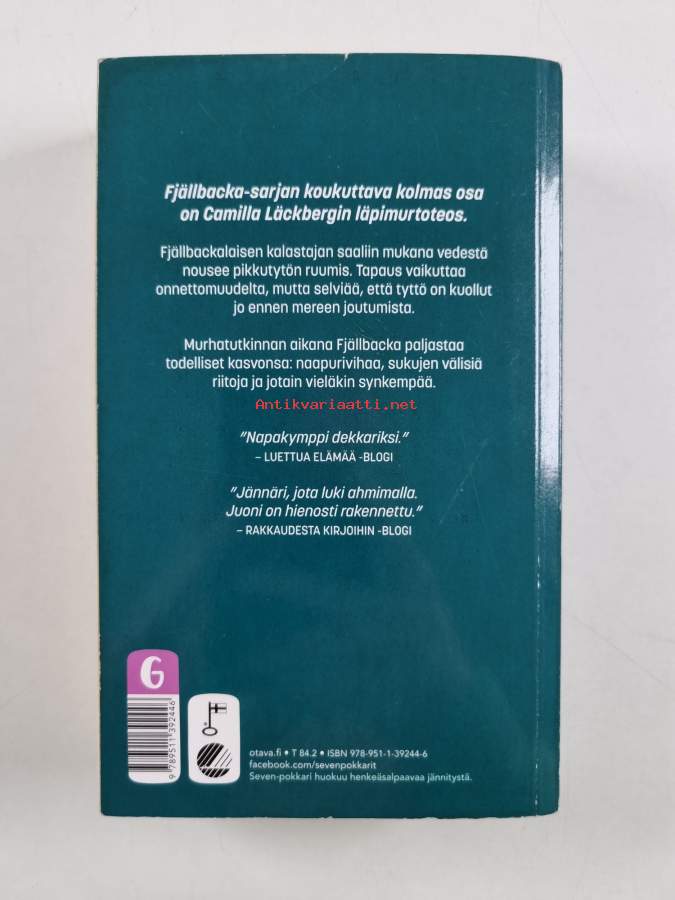 Fjällbacka-sarjan koukuttava kolmas osa
on Camilla Läckbergin läpimurtoteos.
Fjällbackalaisen kalastajan saaliin mukana vedestä
nousee pikkutytön ruumis. Tapaus vaikuttaa
onnettomuudelta, mutta selviää, että tyttö on kuollut
jo ennen mereen joutumista.
Murhatutkinnan aikana Fjällbacka paljastaa
todelliset kasvonsa: naapurivihaa, sukujen välisiä
riitoja ja jotain vieläkin synkempää.
Antikvariaatti.net
"Napakymppi dekkariksi."
– LUETTUA ELÄMÄÄ -BLOGI
"Jännäri, jota luki ahmimalla.
Juoni on hienosti rakennettu."
– RAKKAUDESTA KIRJOIHIN -BLOGI
G
9 789511 392446
otava.fi • T 84.2 • ISBN 978-951-1-39244-6
facebook.com/sevenpokkarit
Seven-pokkari huokuu henkeäsalpaavaa jännitystä.